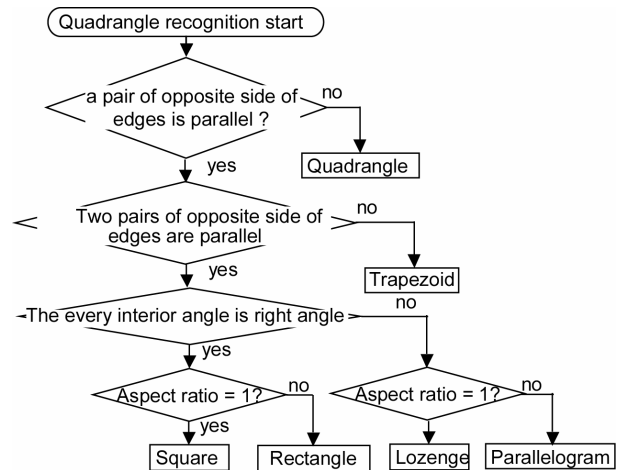 Quadrangle recognition start
a pair of opposite side of
edges is parallel ?
no
yes
Quadrangle
Two pairs of opposite side of
edges are parallel
no
yes
Trapezoid
The every interior angle is right angle
no
yes
Aspect ratio = 1?
no
Aspect ratio = 1?
no
yes
Square
Rectangle
Lozenge
Parallelogram